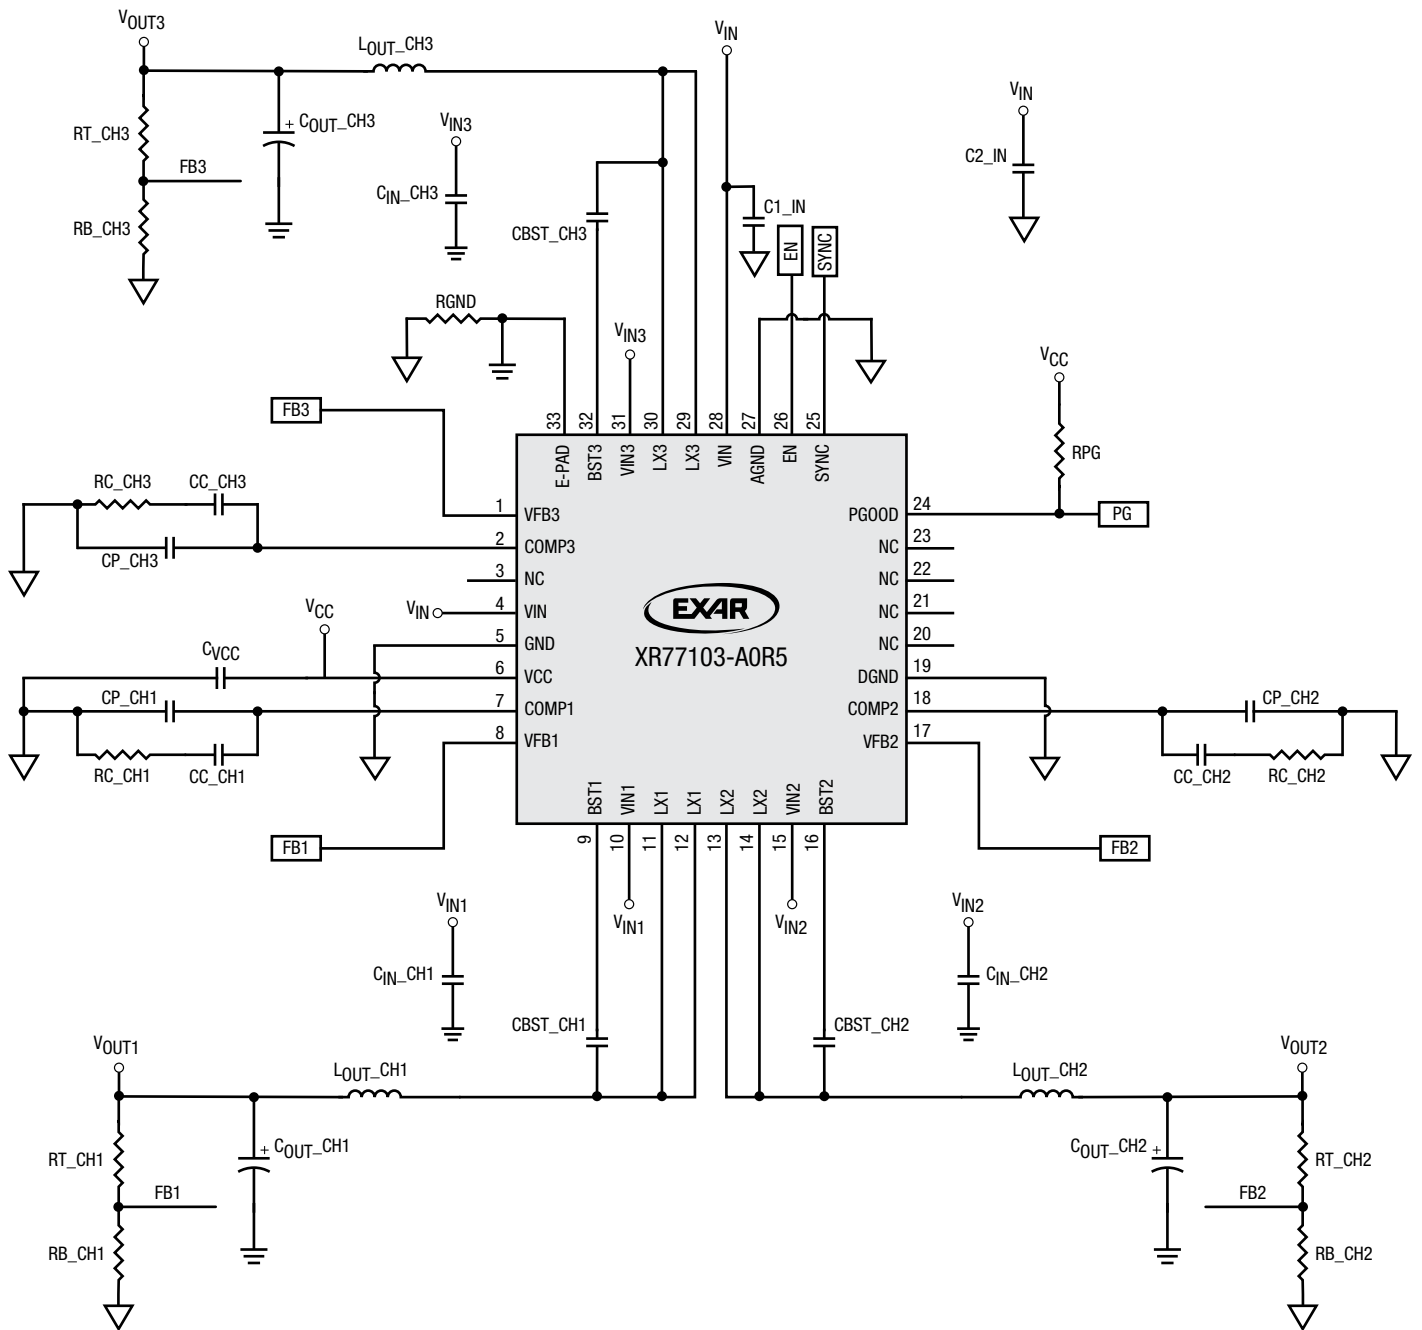 VOUT3
LOUT_CH3
VIN
VIN
RT_CH3
COUT_CH3
+
VIN3
C2_IN
FB3
CIN_CH3
C1_IN
RB_CH3
CBST_CH3
EN
SYNC
RGND
VIN3
VCC
FB3
33
32
31
30
29
28
27
26
25
E-PAD
BST3
VIN3
LX3
LX3
VIN
AGND
EN
SYNC
RPG
RC_CH3
CC_CH3
1
VFB3
PGOOD
24
PG
2
COMP3
NC
23
CP_CH3
3
NC
NC
22
VIN
4
VIN
EXAR
NC
21
VCC
5
GND
NC
20
XR77103-A0R5
CVCC
6
VCC
DGND
19
CP_CH1
7
COMP1
COMP2
18
CP_CH2
8
VFB1
VFB2
17
RC_CH1
CC_CH1
CC_CH2
RC_CH2
BST1
VIN1
LX1
LX1
LX2
LX2
VIN2
BST2
9
10
11
12
13
14
15
16
FB1
FB2
VIN1
VIN1
VIN2
VIN2
CIN_CH1
CIN_CH2
CBST_CH1
CBST_CH2
VOUT1
VOUT2
LOUT_CH1
LOUT_CH2
RT_CH1
+
COUT_CH1
COUT_CH2
+
RT_CH2
FB1
FB2
RB_CH1
RB_CH2